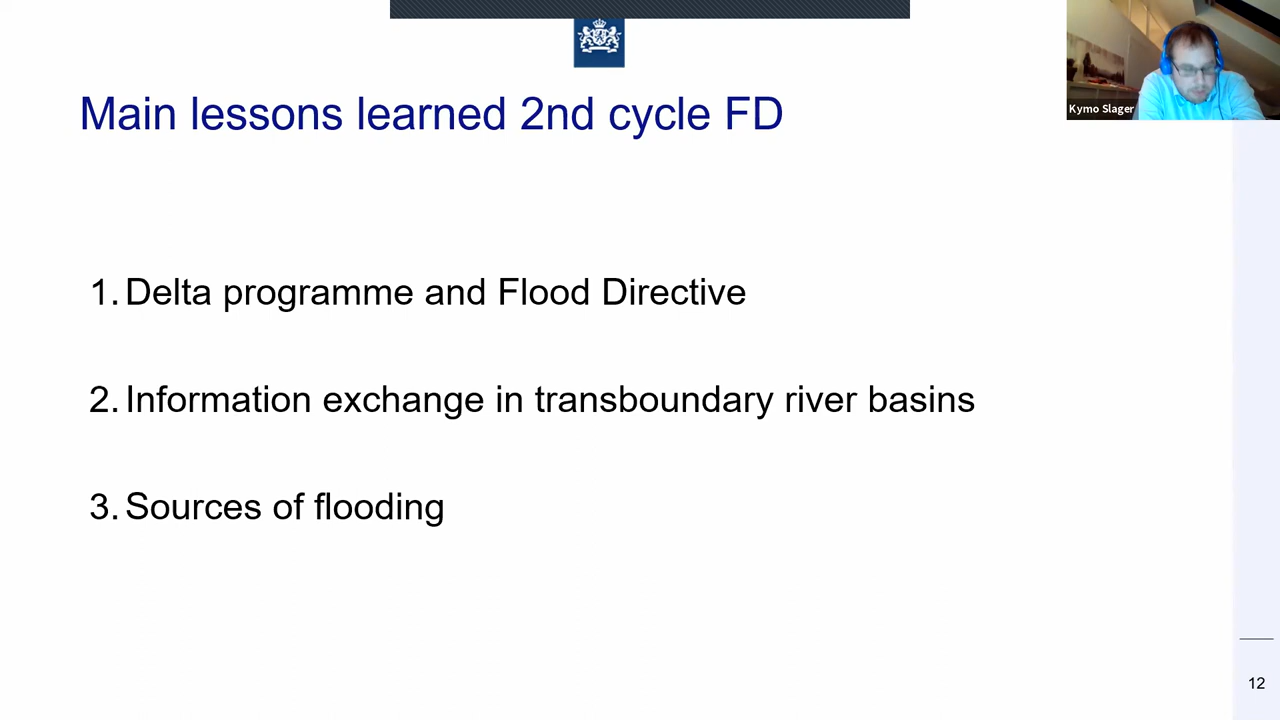 Kymo Slager
Main lessons learned 2nd cycle FD
1. Delta programme and Flood Directive
2. Information exchange in transboundary river basins
3. Sources of flooding
12